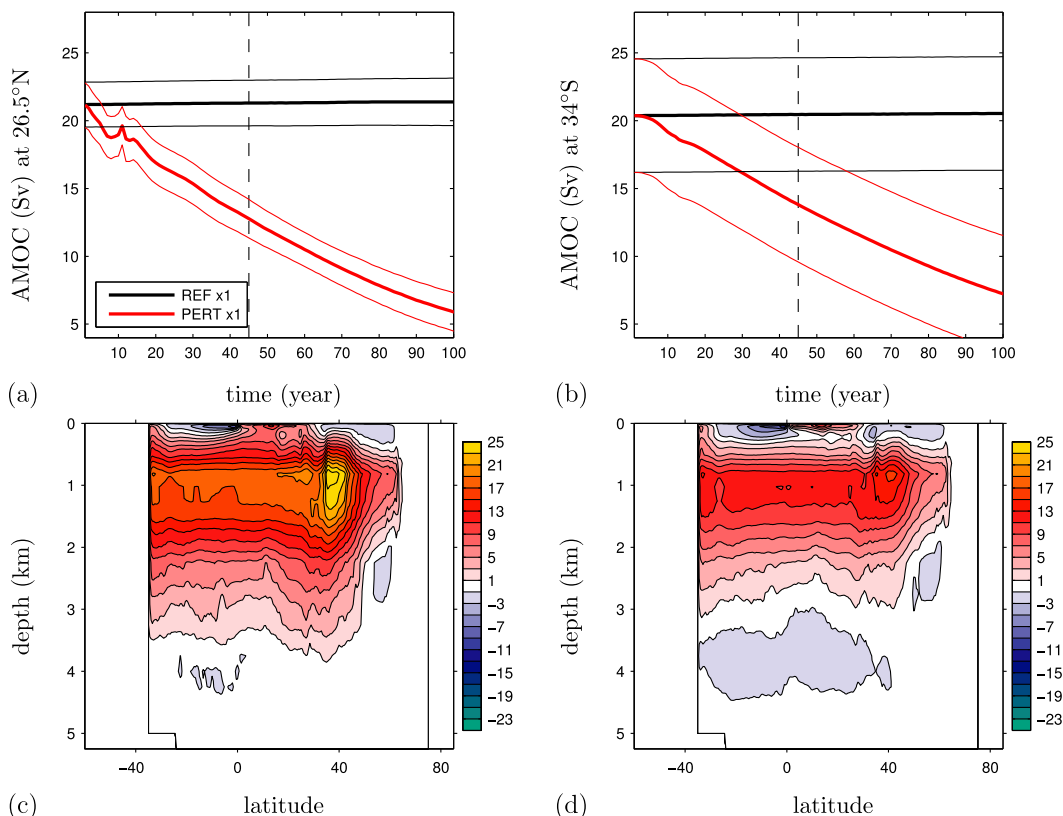 AMOC (Sv) at 26.5°N
25
20
15
10
5
REF x1
PERT x1
10 20 30 40 50 60 70 80 90 100
(a)
time (year)
AMOC (Sv) at 34°S
25
20
15
10
5
10 20 30 40 50 60 70 80 90 100
(b)
time (year)
depth (km)
0
1
2
3
4
5
−40 0 40 80
(c)
latitude
25
21
17
13
9
5
1
−3
−7
−11
−15
−19
−23
depth (km)
0
1
2
3
4
5
−40 0 40 80
(d)
latitude
25
21
17
13
9
5
1
−3
−7
−11
−15
−19
−23